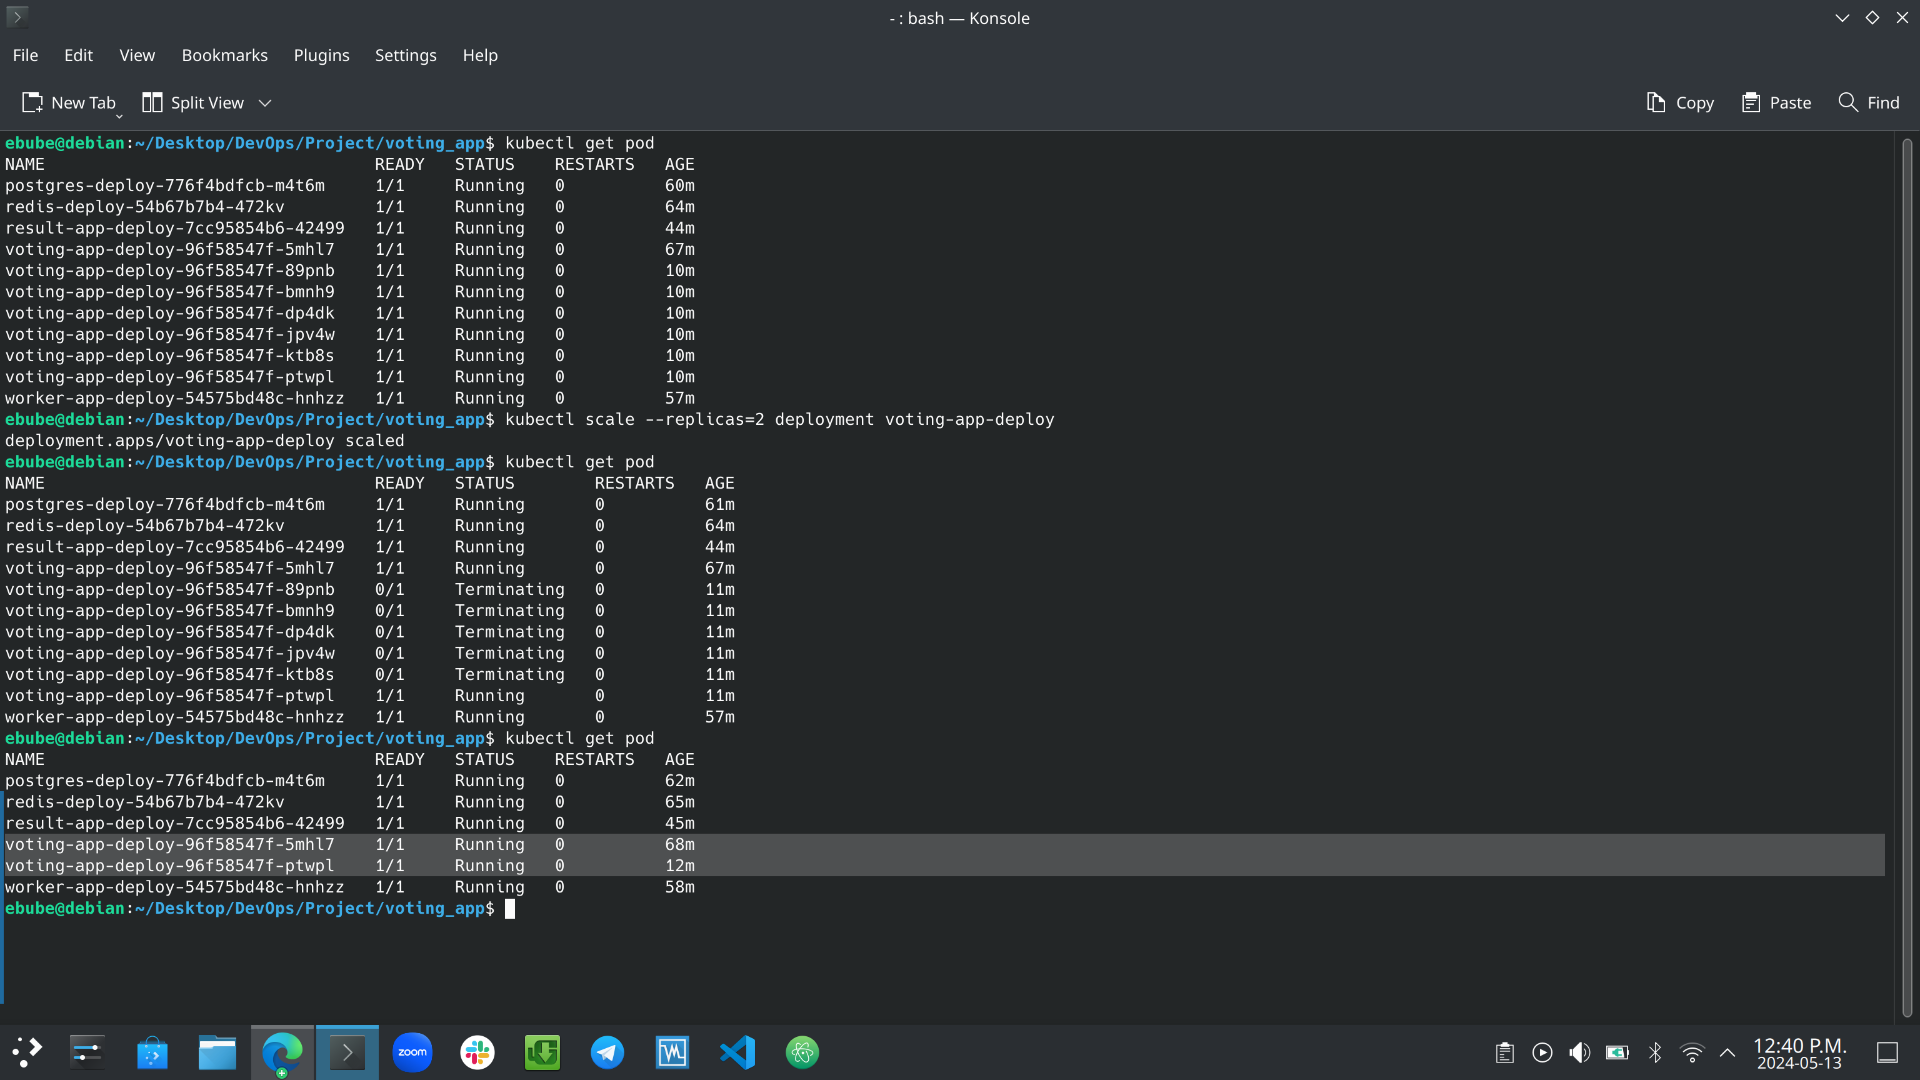 - : bash — Konsole
File Edit View Bookmarks Plugins Settings Help
New Tab Split View Copy Paste Find
ebube@debian:~/Desktop/DevOps/Project/voting_app$ kubectl get pod
NAME READY STATUS RESTARTS AGE
postgres-deploy-776f4bdfcb-m4t6m 1/1 Running 0 60m
redis-deploy-54b67b7b4-472kv 1/1 Running 0 64m
result-app-deploy-7cc95854b6-42499 1/1 Running 0 44m
voting-app-deploy-96f58547f-5mhl7 1/1 Running 0 67m
voting-app-deploy-96f58547f-89pnb 1/1 Running 0 10m
voting-app-deploy-96f58547f-bmnh9 1/1 Running 0 10m
voting-app-deploy-96f58547f-dp4dk 1/1 Running 0 10m
voting-app-deploy-96f58547f-jpv4w 1/1 Running 0 10m
voting-app-deploy-96f58547f-ktb8s 1/1 Running 0 10m
voting-app-deploy-96f58547f-ptwpl 1/1 Running 0 10m
worker-app-deploy-54575bd48c-hnhzz 1/1 Running 0 57m
ebube@debian:~/Desktop/DevOps/Project/voting_app$ kubectl scale --replicas=2 deployment voting-app-deploy
deployment.apps/voting-app-deploy scaled
ebube@debian:~/Desktop/DevOps/Project/voting_app$ kubectl get pod
NAME READY STATUS RESTARTS AGE
postgres-deploy-776f4bdfcb-m4t6m 1/1 Running 0 61m
redis-deploy-54b67b7b4-472kv 1/1 Running 0 64m
result-app-deploy-7cc95854b6-42499 1/1 Running 0 44m
voting-app-deploy-96f58547f-5mhl7 1/1 Running 0 67m
voting-app-deploy-96f58547f-89pnb 0/1 Terminating 0 11m
voting-app-deploy-96f58547f-bmnh9 0/1 Terminating 0 11m
voting-app-deploy-96f58547f-dp4dk 0/1 Terminating 0 11m
voting-app-deploy-96f58547f-jpv4w 0/1 Terminating 0 11m
voting-app-deploy-96f58547f-ktb8s 0/1 Terminating 0 11m
voting-app-deploy-96f58547f-ptwpl 1/1 Running 0 11m
worker-app-deploy-54575bd48c-hnhzz 1/1 Running 0 57m
ebube@debian:~/Desktop/DevOps/Project/voting_app$ kubectl get pod
NAME READY STATUS RESTARTS AGE
postgres-deploy-776f4bdfcb-m4t6m 1/1 Running 0 62m
redis-deploy-54b67b7b4-472kv 1/1 Running 0 65m
result-app-deploy-7cc95854b6-42499 1/1 Running 0 45m
voting-app-deploy-96f58547f-5mhl7 1/1 Running 0 68m
voting-app-deploy-96f58547f-ptwpl 1/1 Running 0 12m
worker-app-deploy-54575bd48c-hnhzz 1/1 Running 0 58m
ebube@debian:~/Desktop/DevOps/Project/voting_app$
zoom
12:40 P.M.
2024-05-13